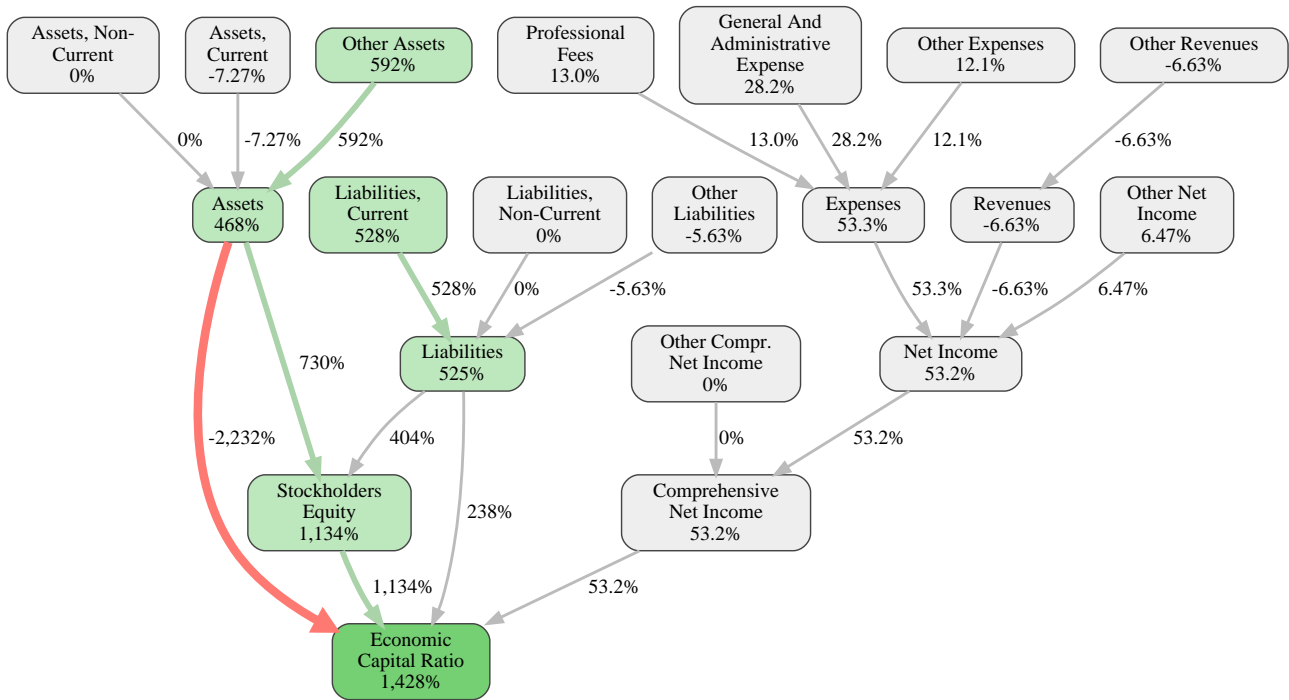 Assets, Non-
Current
0%
Assets,
Current
-7.27%
Other Assets
592%
Professional
Fees
13.0%
General And
Administrative
Expense
28.2%
Other Expenses
12.1%
Other Revenues
-6.63%
0%
-7.27%
592%
13.0%
28.2%
12.1%
-6.63%
Assets
468%
Liabilities,
Current
528%
Liabilities,
Non-Current
0%
Other
Liabilities
-5.63%
Expenses
53.3%
Revenues
-6.63%
Other Net
Income
6.47%
528%
0%
-5.63%
53.3%
-6.63%
6.47%
730%
Liabilities
525%
Other Compr.
Net Income
0%
Net Income
53.2%
-2,232%
404%
0%
53.2%
Stockholders
Equity
1,134%
238%
Comprehensive
Net Income
53.2%
1,134%
53.2%
Economic
Capital Ratio
1,428%